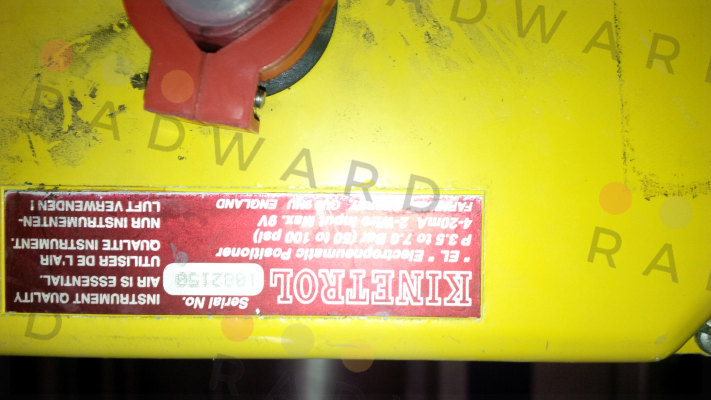 KINETROL
Serial No.
" EL " Electropneumatic Positioner
P 3.5 to 7.0 Bar (50 to 100 psi)
4-20mA, 2-Wire Input Max. 9V
ENGLAND
INSTRUMENT QUALITY
AIR IS ESSENTIAL.
UTILISER DE L'AIR
QUALITE INSTRUMENT.
NUR INSTRUMENTEN-
LUFT VERWENDEN !
RADWARD
RADWARD